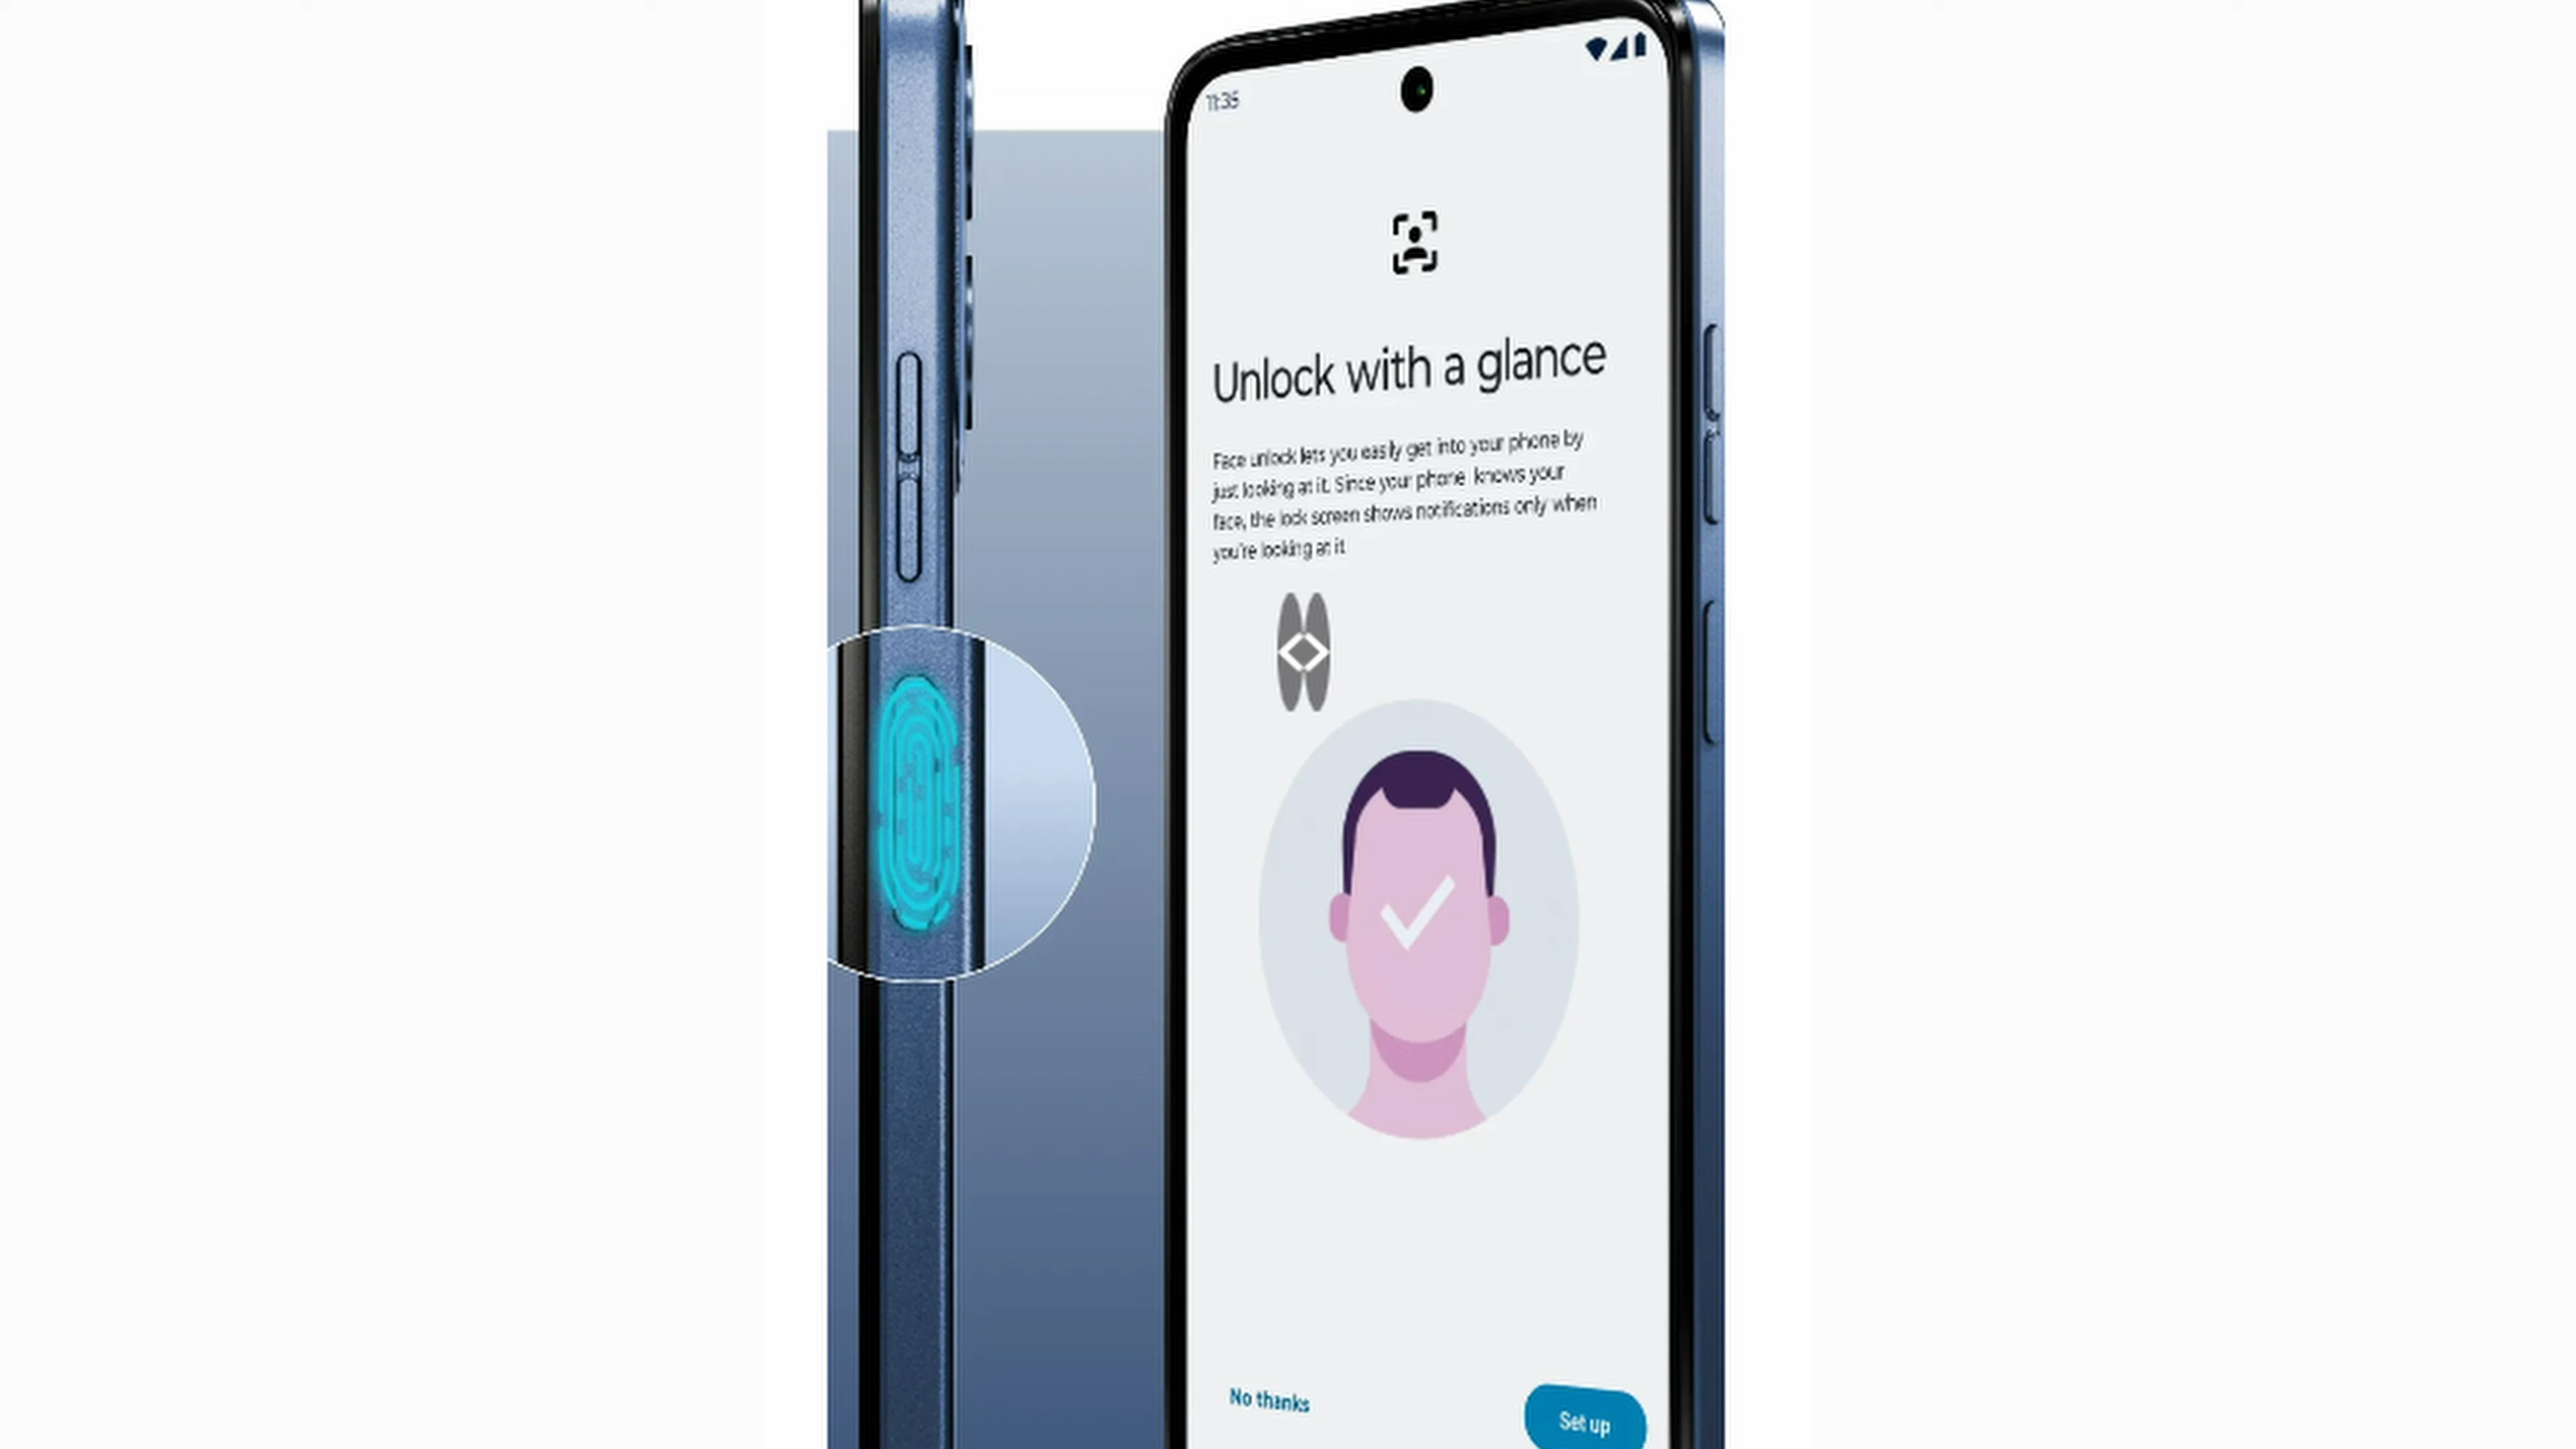 11:35
Unlock with a glance
Face unlock lets you easily get into your phone by
just looking at it. Since your phone knows your
face, the lock screen shows notifications only when
you're looking at it
No thanks
Set up